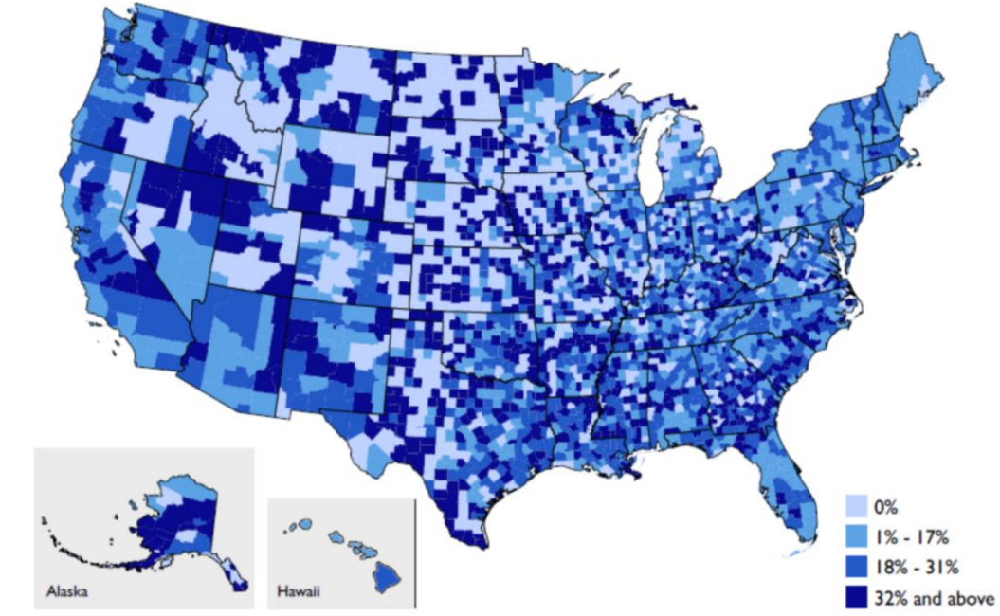 0%
1% - 17%
18% - 31%
32% and above
Alaska
Hawaii